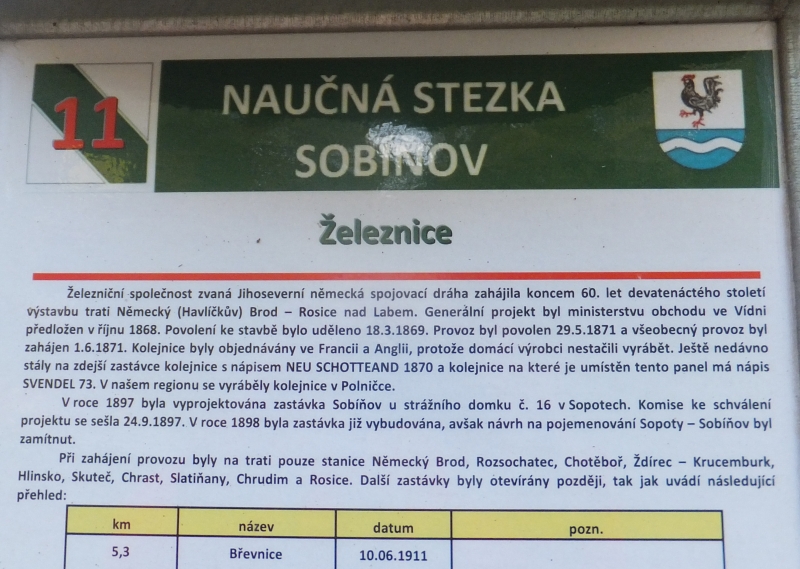 11
NAUČNÁ STEZKA
SOBÍŇOV
Železnice
Železniční společnost zvaná Jihoseverní německá spojovací dráha zahájila koncem 60. let devatenáctého století
výstavbu trati Německý (Havlíčkův) Brod – Rosice nad Labem. Generální projekt byl ministerstvu obchodu ve Vídni
předložen v říjnu 1868. Povolení ke stavbě bylo uděleno 18.3.1869. Provoz byl povolen 29.5.1871 a všeobecný provoz byl
zahájen 1.6.1871. Kolejnice byly objednávány ve Francii a Anglii, protože domácí výrobci nestačili vyrábět. Ještě nedávno
stály na zdejší zastávce kolejnice s nápisem NEU SCHOTTEAND 1870 a kolejnice na které je umístěn tento panel má nápis
SVENDEL 73. V našem regionu se vyráběly kolejnice v Polničce.
V roce 1897 byla vyprojektována zastávka Sobíňov u strážního domku č. 16 v Sopotech. Komise ke schválení
projektu se sešla 24.9.1897. V roce 1898 byla zastávka již vybudována, avšak návrh na pojemenování Sopoty – Sobíňov byl
zamítnut.
Při zahájení provozu byly na trati pouze stanice Německý Brod, Rozsochatec, Chotěboř, Ždírec – Krucemburk,
Hlinsko, Skuteč, Chrast, Slatiňany, Chrudim a Rosice. Další zastávky byly otevírány později, tak jak uvádí následující
přehled:
km název datum pozn.
5,3 Břevnice 10.06.1911